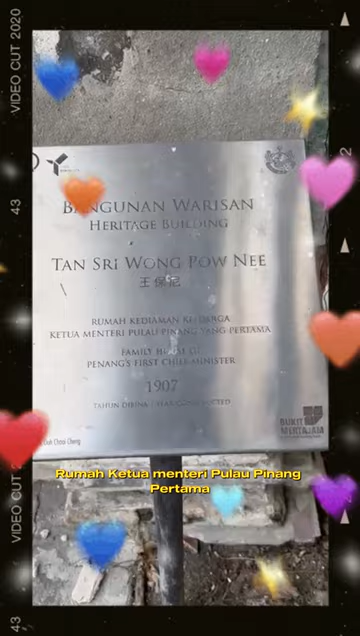 VIDEO CUT 2020
43
2
BANGUNAN WARISAN
HERITAGE BUILDING
TAN SRI WONG POW NEE
王保尼
RUMAH KEDIAMAN KELUARGA
KETUA MENTERI PULAU PINANG YANG PERTAMA
FAMILY HOUSE OF
PENANG'S FIRST CHIEF MINISTER
1907
TAHUN DIBINA / YEAR CONSTRUCTED
BUKIT
MERTAJAM
Rumah Ketua menteri Pulau Pinang
Pertama
VIDEO CUT 2
43